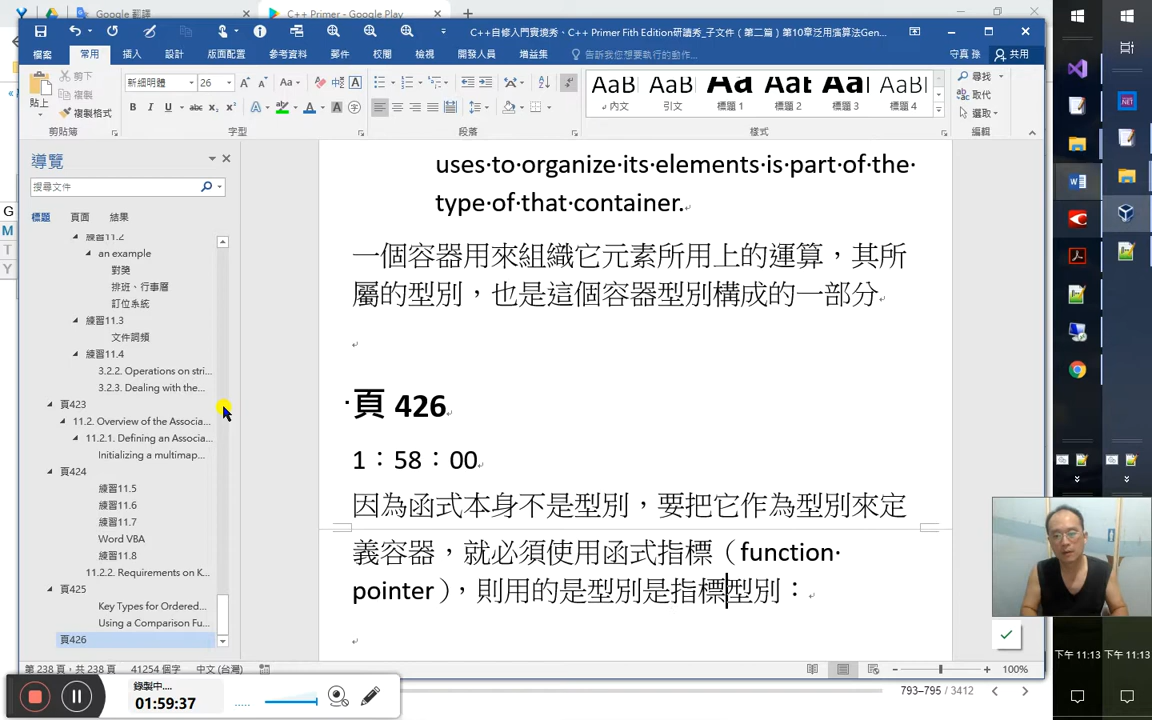 Google 翻譯
C++ Primer - Google Play
C++自修入門實境秀、C++ Primer Fith Edition研讀秀_子文件（第二篇）第10章泛用演算法Gen...
檔案
常用
插入
設計
版面配置
參考資料
郵件
校閱
檢視
開發人員
增益集
告訴我您想要執行的動作...
守真 孫
共用
貼上
剪下
複製
複製格式
剪貼簿
新細明體
26
字型
段落
AaB
內文
AaB
引文
Aa
標題 1
Aat
標題 2
Aal
標題 3
AaB(
標題 4
樣式
尋找
取代
選取
編輯
導覽
搜尋文件
標題
頁面
結果
練習11.2
an example
對獎
排班、行事曆
訂位系統
練習11.3
文件詞頻
練習11.4
3.2.2. Operations on stri...
3.2.3. Dealing with the...
頁423
11.2. Overview of the Associa...
11.2.1. Defining an Associa...
Initializing a multimap...
頁424
練習11.5
練習11.6
練習11.7
Word VBA
練習11.8
11.2.2. Requirements on K...
頁425
Key Types for Ordered...
Using a Comparison Fu...
頁426
uses·to·organize·its·elements·is·part·of·the·
type·of·that·container.
一個容器用來組織它元素所用上的運算，其所
屬的型別，也是這個容器型別構成的一部分
頁 426
1：58：00
因為函式本身不是型別，要把它作為型別來定
義容器，就必須使用函式指標（function·
pointer），則用的是型別是指標型別：
第 238 頁，共 238 頁
41254 個字
中文 (台灣)
100%
錄製中...
01:59:37
793–795 / 3412
下午 11:13
下午 11:13
G
M
T
Y